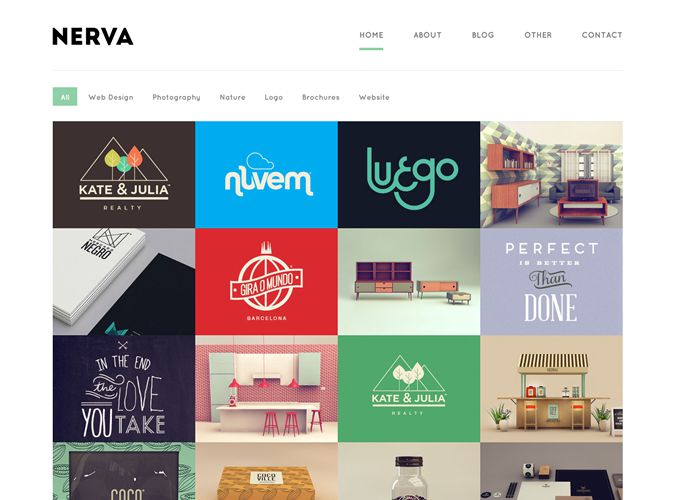 NERVA
HOME ABOUT BLOG OTHER CONTACT
All Web Design Photography Nature Logo Brochures Website
KATE & JULIA
REALTY
nuvem
luego
NEGRO
GIRA O MUNDO
BARCELONA
PERFECT
IS BETTER
Than
DONE
IN THE END
the LOVE
YOU TAKE
KATE & JULIA
REALTY
COCO
COCO
VILLE